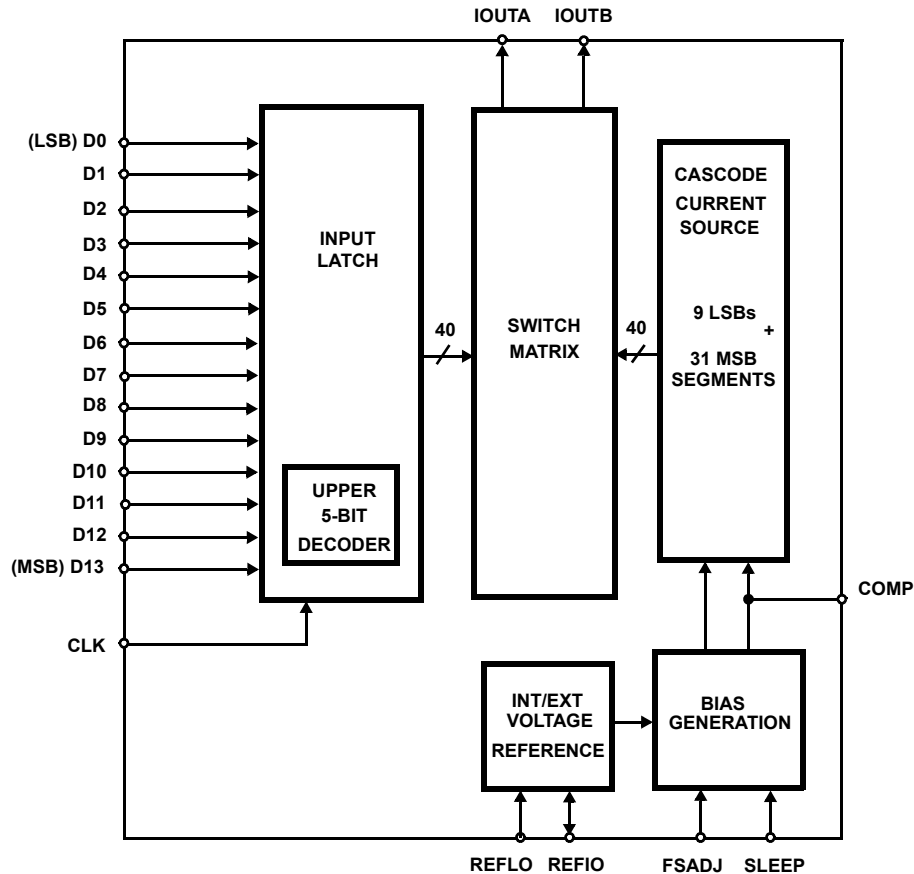 IOUTA IOUTB
(LSB) D0
D1
D2
D3
D4
D5
D6
D7
D8
D9
D10
D11
D12
(MSB) D13
CLK
INPUT
LATCH
UPPER
5-BIT
DECODER
40
SWITCH
MATRIX
40
CASCODE
CURRENT
SOURCE
9 LSBs
+
31 MSB
SEGMENTS
COMP
INT/EXT
VOLTAGE
REFERENCE
BIAS
GENERATION
REFLO REFIO FSADJ SLEEP